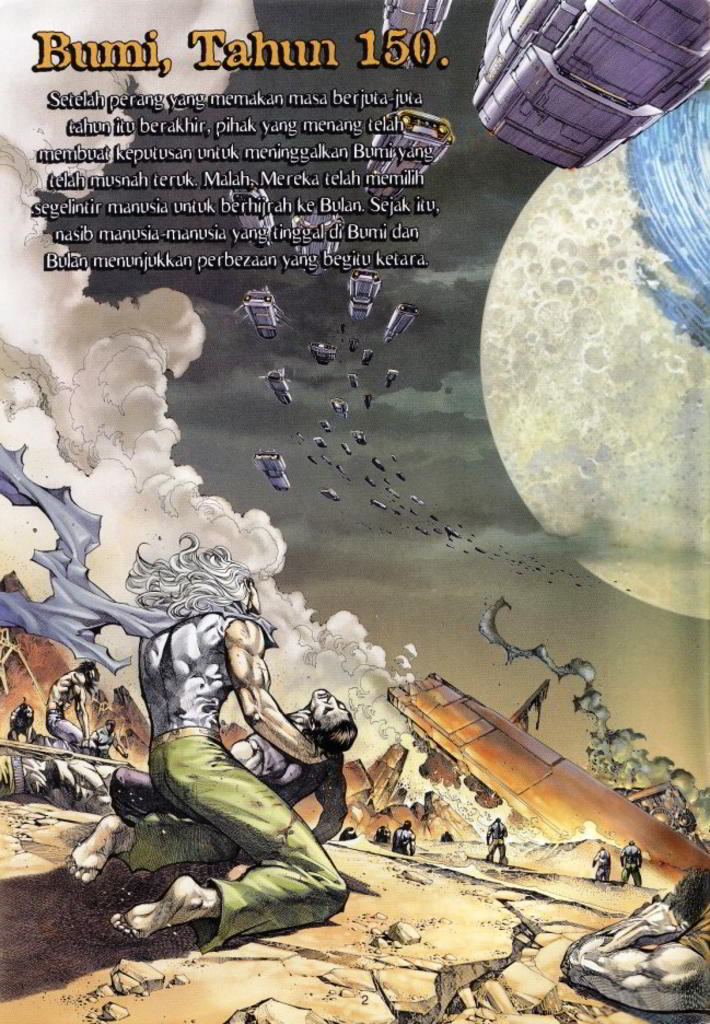 Bumi, Tahun 150.
Setelah perang yang memakan masa berjuta-juta
tahun itu berakhir, pihak yang menang telah
membuat keputusan untuk meninggalkan Bumi yang
telah musnah teruk. Malah, Mereka telah memilih
segelintir manusia untuk berhijrah ke Bulan. Sejak itu,
nasib manusia-manusia yang tinggal di Bumi dan
Bulan menunjukkan perbezaan yang begitu ketara.
2